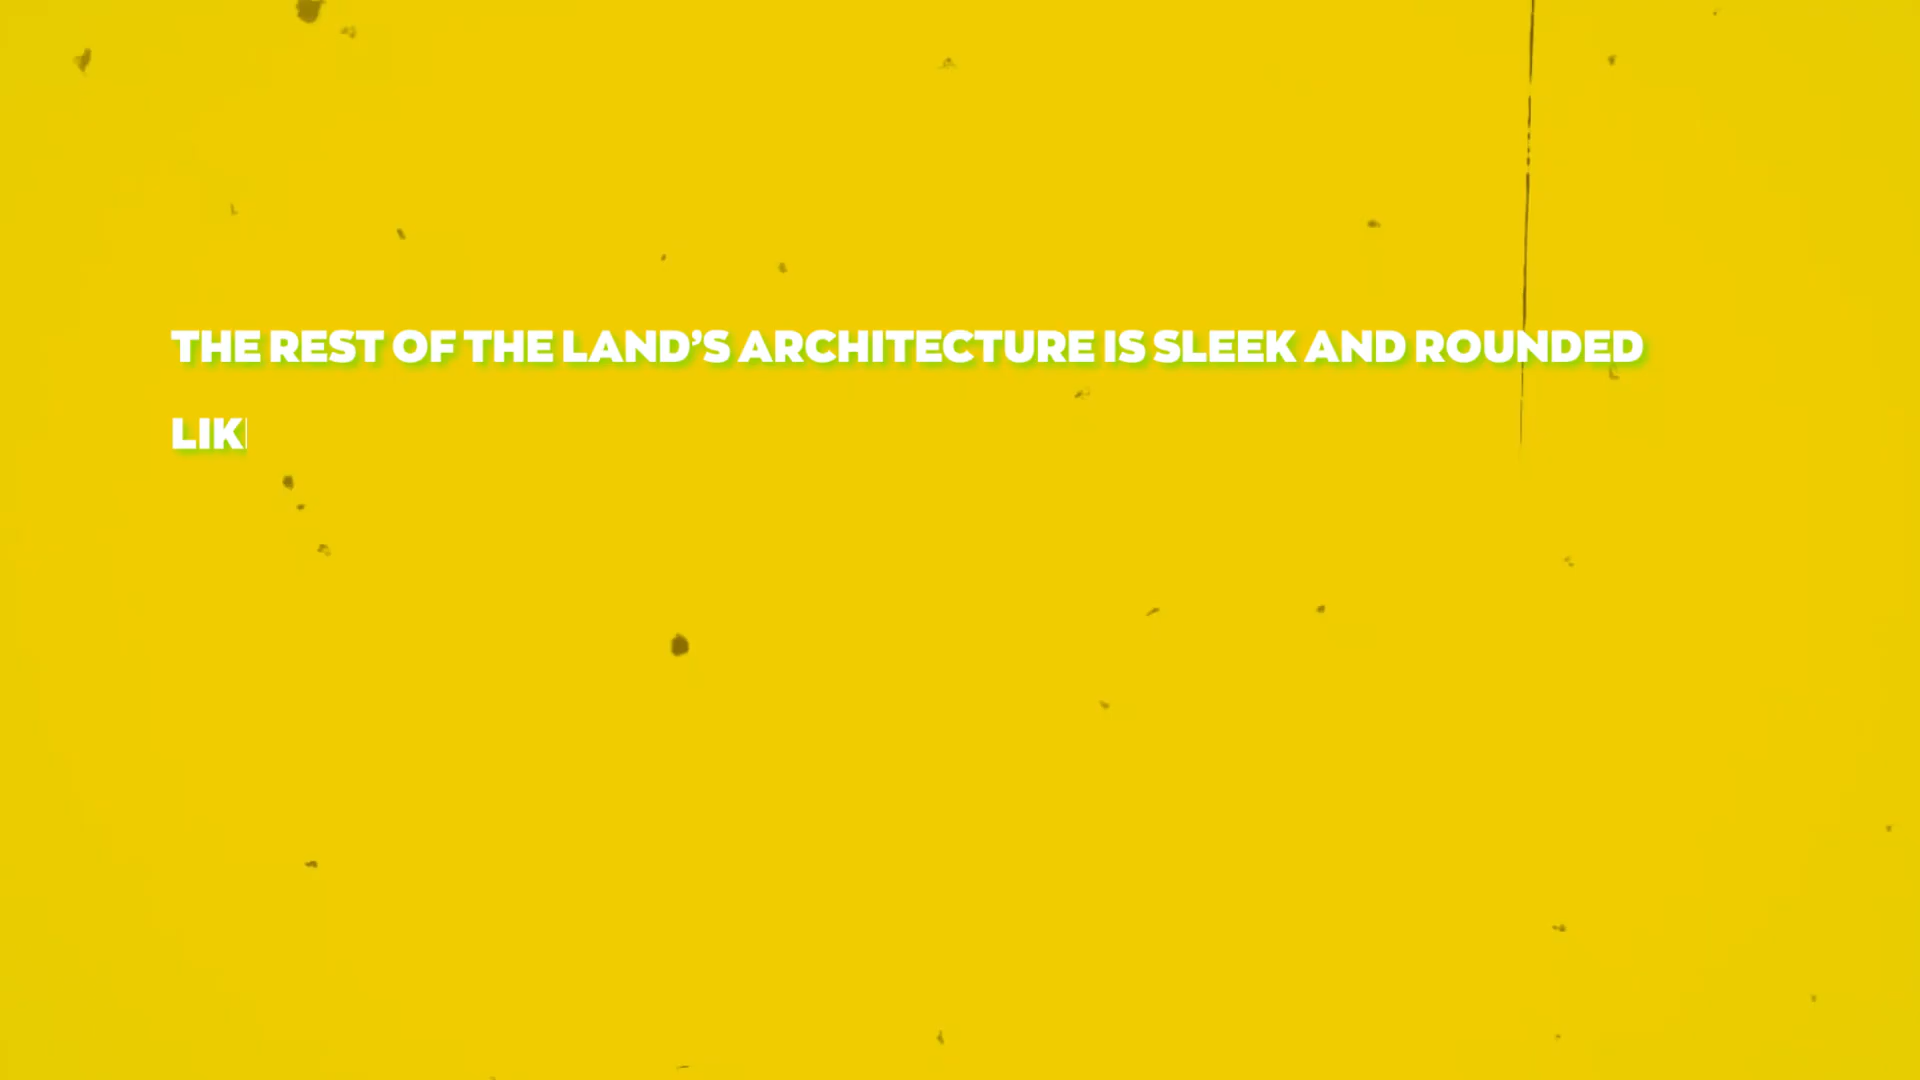 THE REST OF THE LAND’S ARCHITECTURE IS SLEEK AND ROUNDED
LIK